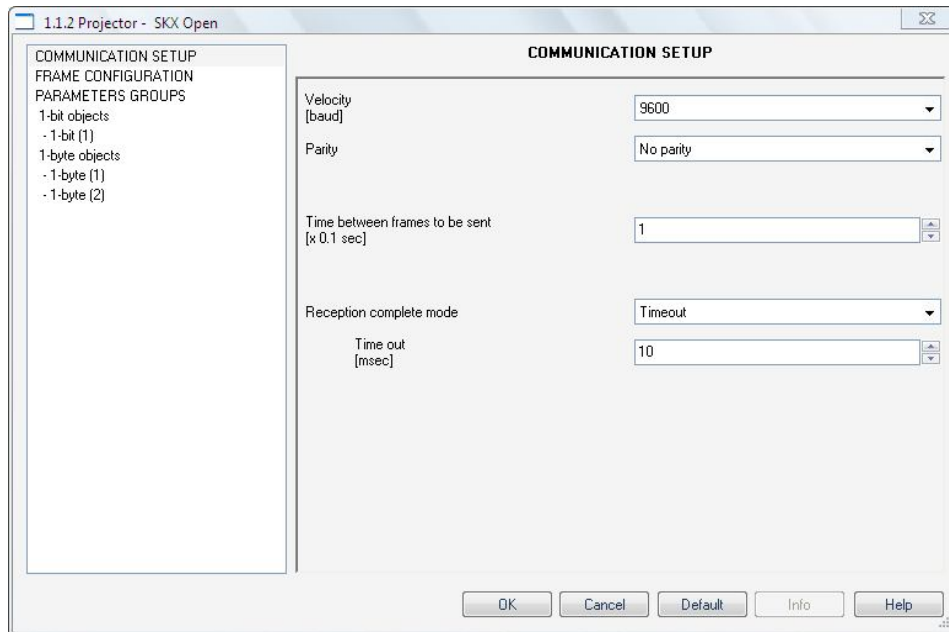 1.1.2 Projector - SKX Open
COMMUNICATION SETUP
FRAME CONFIGURATION
PARAMETERS GROUPS
1-bit objects
- 1-bit (1)
1-byte objects
- 1-byte (1)
- 1-byte (2)
COMMUNICATION SETUP
Velocity
[baud]
9600
Parity
No parity
Time between frames to be sent
[x 0.1 sec]
1
Reception complete mode
Timeout
Time out
[msec]
10
OK
Cancel
Default
Info
Help